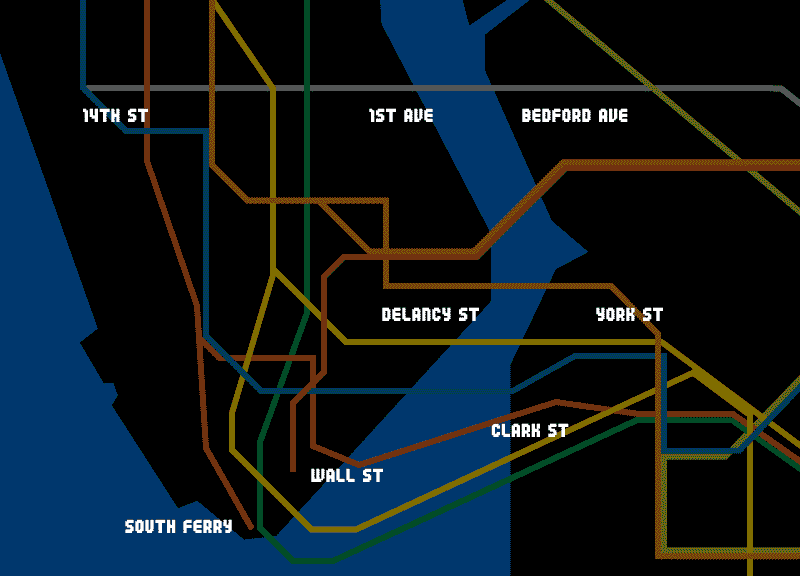 14TH ST
1ST AVE
BEDFORD AVE
DELANCY ST
YORK ST
CLARK ST
WALL ST
SOUTH FERRY